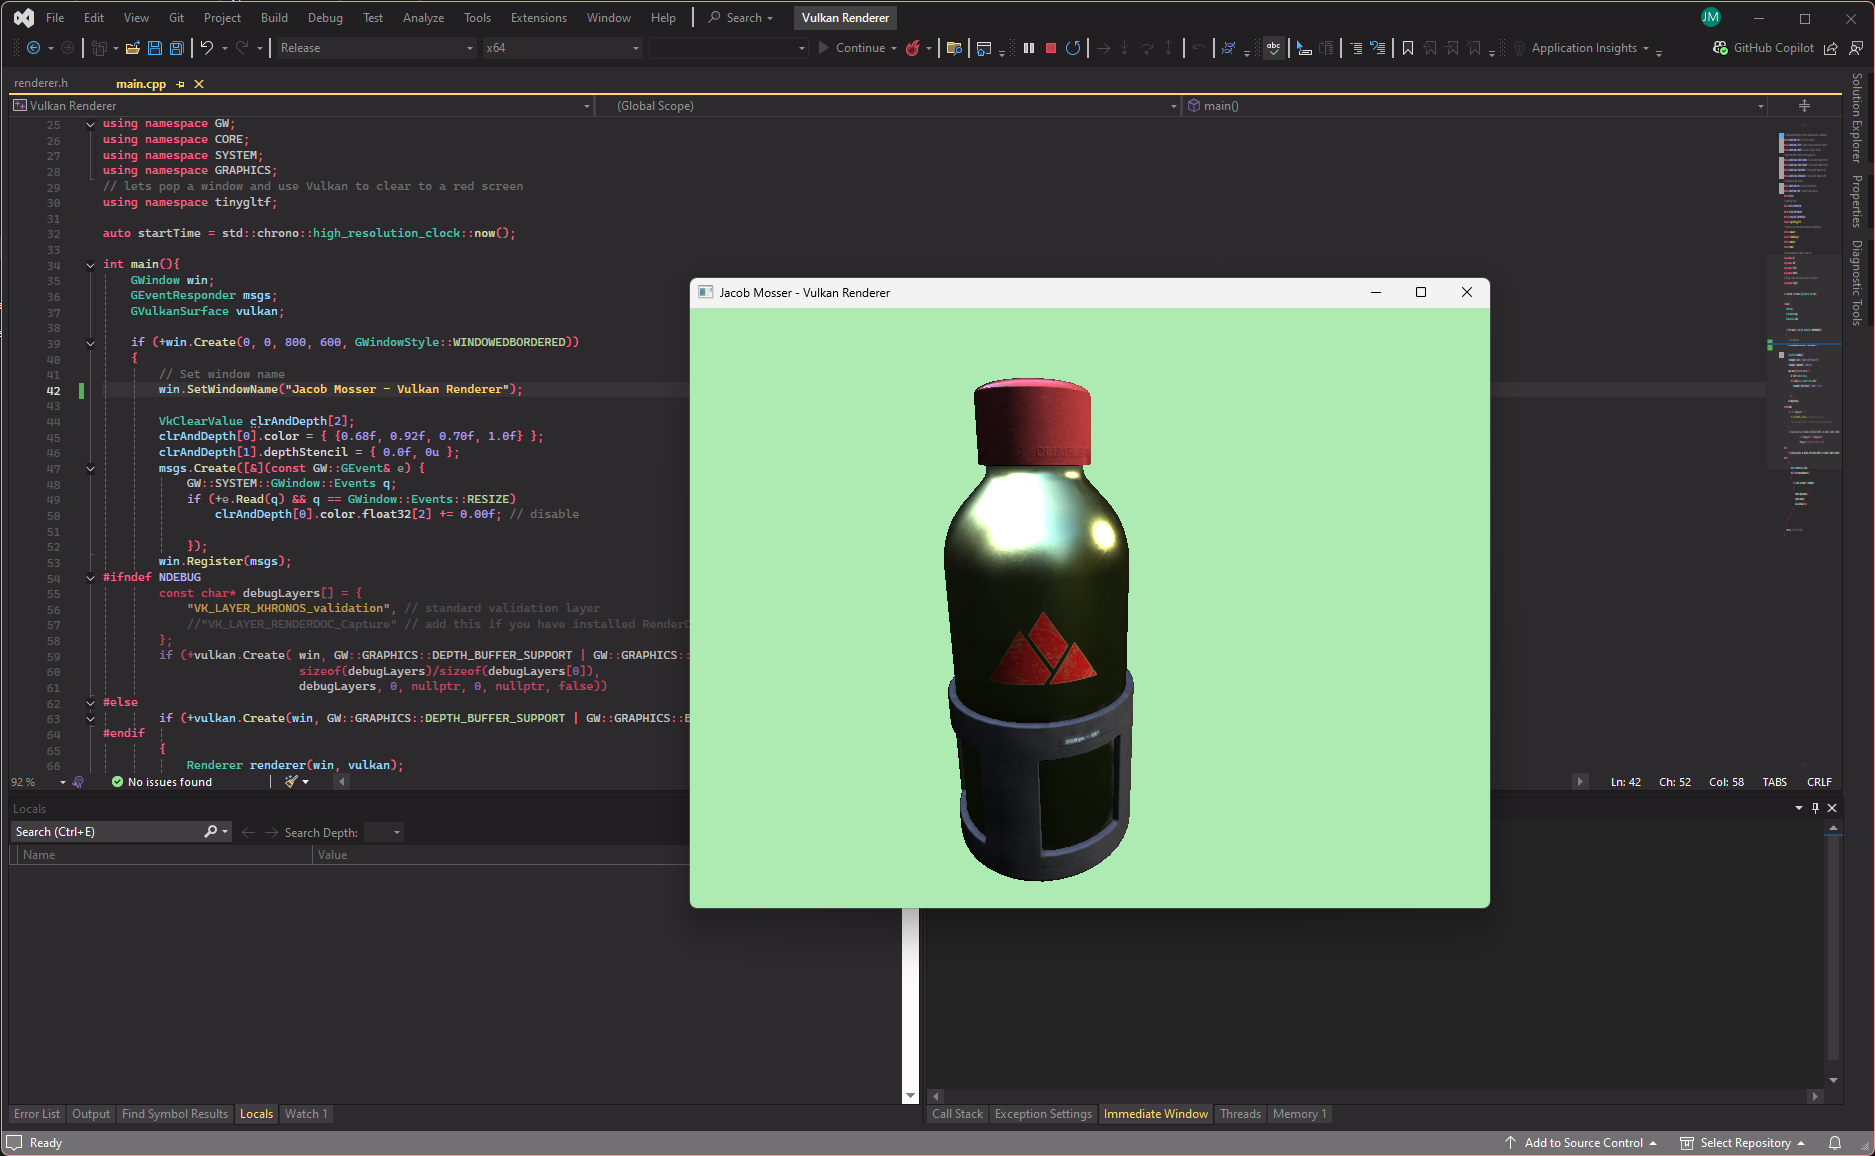 File Edit View Git Project Build Debug Test Analyze Tools Extensions Window Help Search Vulkan Renderer JM
Release x64 Continue Application Insights GitHub Copilot
renderer.h main.cpp
Vulkan Renderer (Global Scope) main()
25 using namespace GW;
26 using namespace CORE;
27 using namespace SYSTEM;
28 using namespace GRAPHICS;
29 // lets pop a window and use Vulkan to clear to a red screen
30 using namespace tinygltf;
31
32 auto startTime = std::chrono::high_resolution_clock::now();
33
34 int main(){
35 GWindow win;
36 GEventResponder msgs;
37 GVulkanSurface vulkan;
38
39 if (+win.Create(0, 0, 800, 600, GWindowStyle::WINDOWEDBORDERED))
40 {
41 // Set window name
42 win.SetWindowName("Jacob Mosser - Vulkan Renderer");
43
44 VkClearValue clrAndDepth[2];
45 clrAndDepth[0].color = { {0.68f, 0.92f, 0.70f, 1.0f} };
46 clrAndDepth[1].depthStencil = { 0.0f, 0u };
47 msgs.Create([&](const GW::GEvent& e) {
48 GW::SYSTEM::GWindow::Events q;
49 if (+e.Read(q) && q == GWindow::Events::RESIZE)
50 clrAndDepth[0].color.float32[2] += 0.00f; // disable
51
52 });
53 win.Register(msgs);
54 #ifndef NDEBUG
55 const char* debugLayers[] = {
56 "VK_LAYER_KHRONOS_validation", // standard validation layer
57 //"VK_LAYER_RENDERDOC_Capture" // add this if you have installed
58 };
59 if (+vulkan.Create( win, GW::GRAPHICS::DEPTH_BUFFER_SUPPORT | GW::GRAPHICS::
60 sizeof(debugLayers)/sizeof(debugLayers[0]),
61 debugLayers, 0, nullptr, 0, nullptr, false))
62 #else
63 if (+vulkan.Create(win, GW::GRAPHICS::DEPTH_BUFFER_SUPPORT | GW::GRAPHICS::
64 #endif
65 {
66 Renderer renderer(win, vulkan);
92 % No issues found Ln: 42 Ch: 52 Col: 58 TABS CRLF
Jacob Mosser - Vulkan Renderer
Solution Explorer
Properties
Diagnostic Tools
Locals
Search (Ctrl+E) Search Depth:
Name Value
Error List Output Find Symbol Results Locals Watch 1
Call Stack Exception Settings Immediate Window Threads Memory 1
Ready Add to Source Control Select Repository